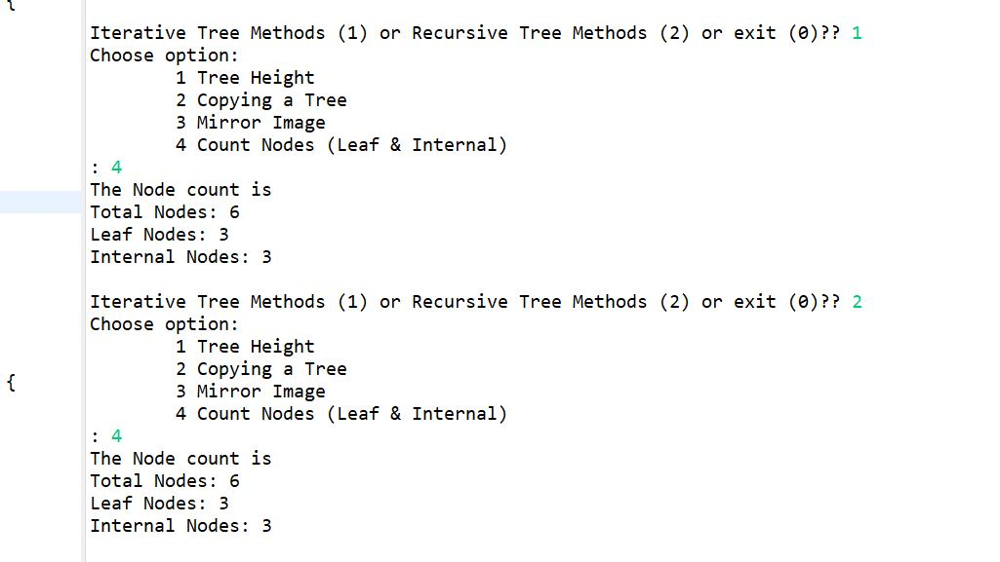 {
Iterative Tree Methods (1) or Recursive Tree Methods (2) or exit (0)?? 1
Choose option:
1 Tree Height
2 Copying a Tree
3 Mirror Image
4 Count Nodes (Leaf & Internal)
: 4
The Node count is
Total Nodes: 6
Leaf Nodes: 3
Internal Nodes: 3
Iterative Tree Methods (1) or Recursive Tree Methods (2) or exit (0)?? 2
Choose option:
1 Tree Height
2 Copying a Tree
3 Mirror Image
{
4 Count Nodes (Leaf & Internal)
: 4
The Node count is
Total Nodes: 6
Leaf Nodes: 3
Internal Nodes: 3